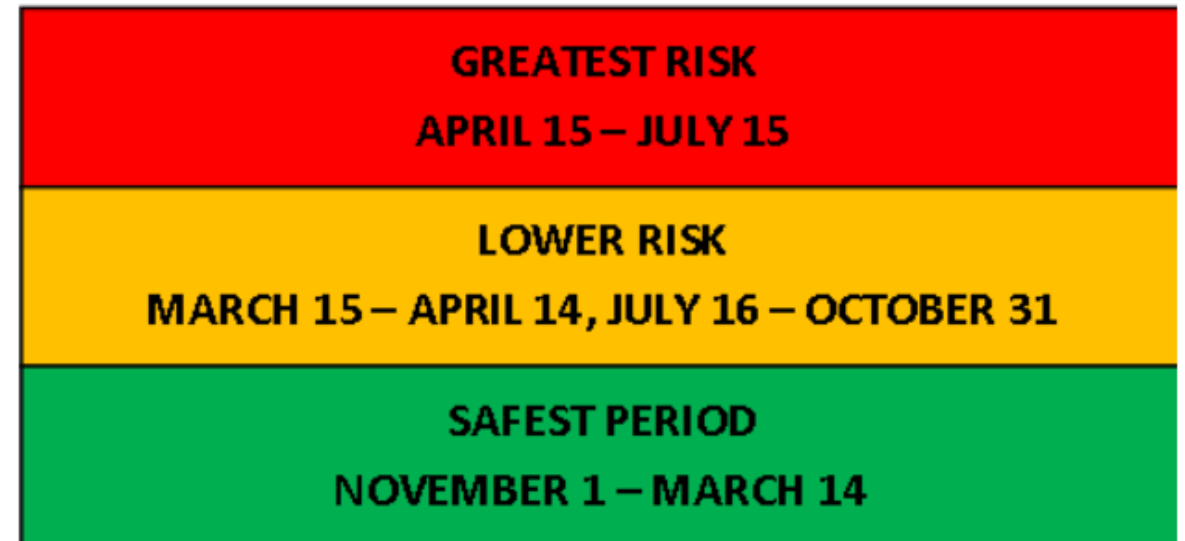 GREATEST RISK
APRIL 15 – JULY 15
LOWER RISK
MARCH 15 – APRIL 14, JULY 16 – OCTOBER 31
SAFEST PERIOD
NOVEMBER 1 – MARCH 14